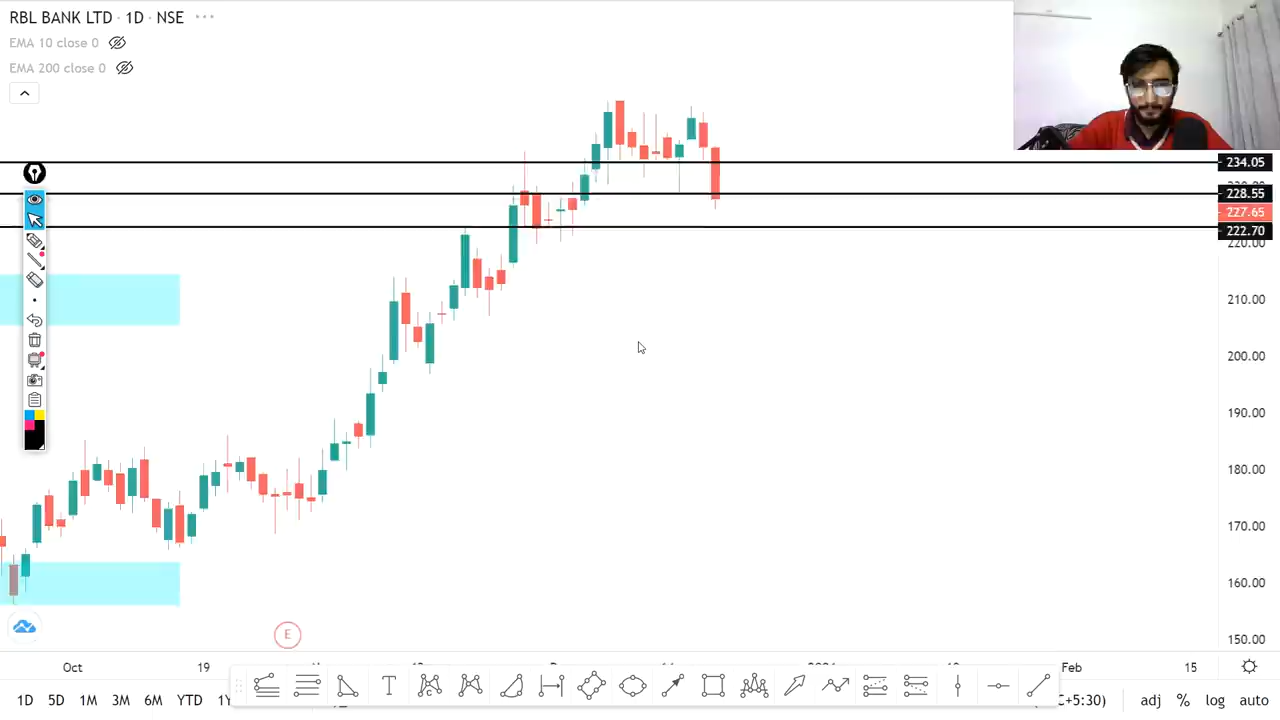 RBL BANK LTD · 1D · NSE
EMA 10 close 0
EMA 200 close 0
234.05
228.55
227.65
222.70
220.00
210.00
200.00
190.00
180.00
170.00
160.00
150.00
E
Oct 19 Feb 15
1D 5D 1M 3M 6M YTD C+5:30) adj % log auto
T